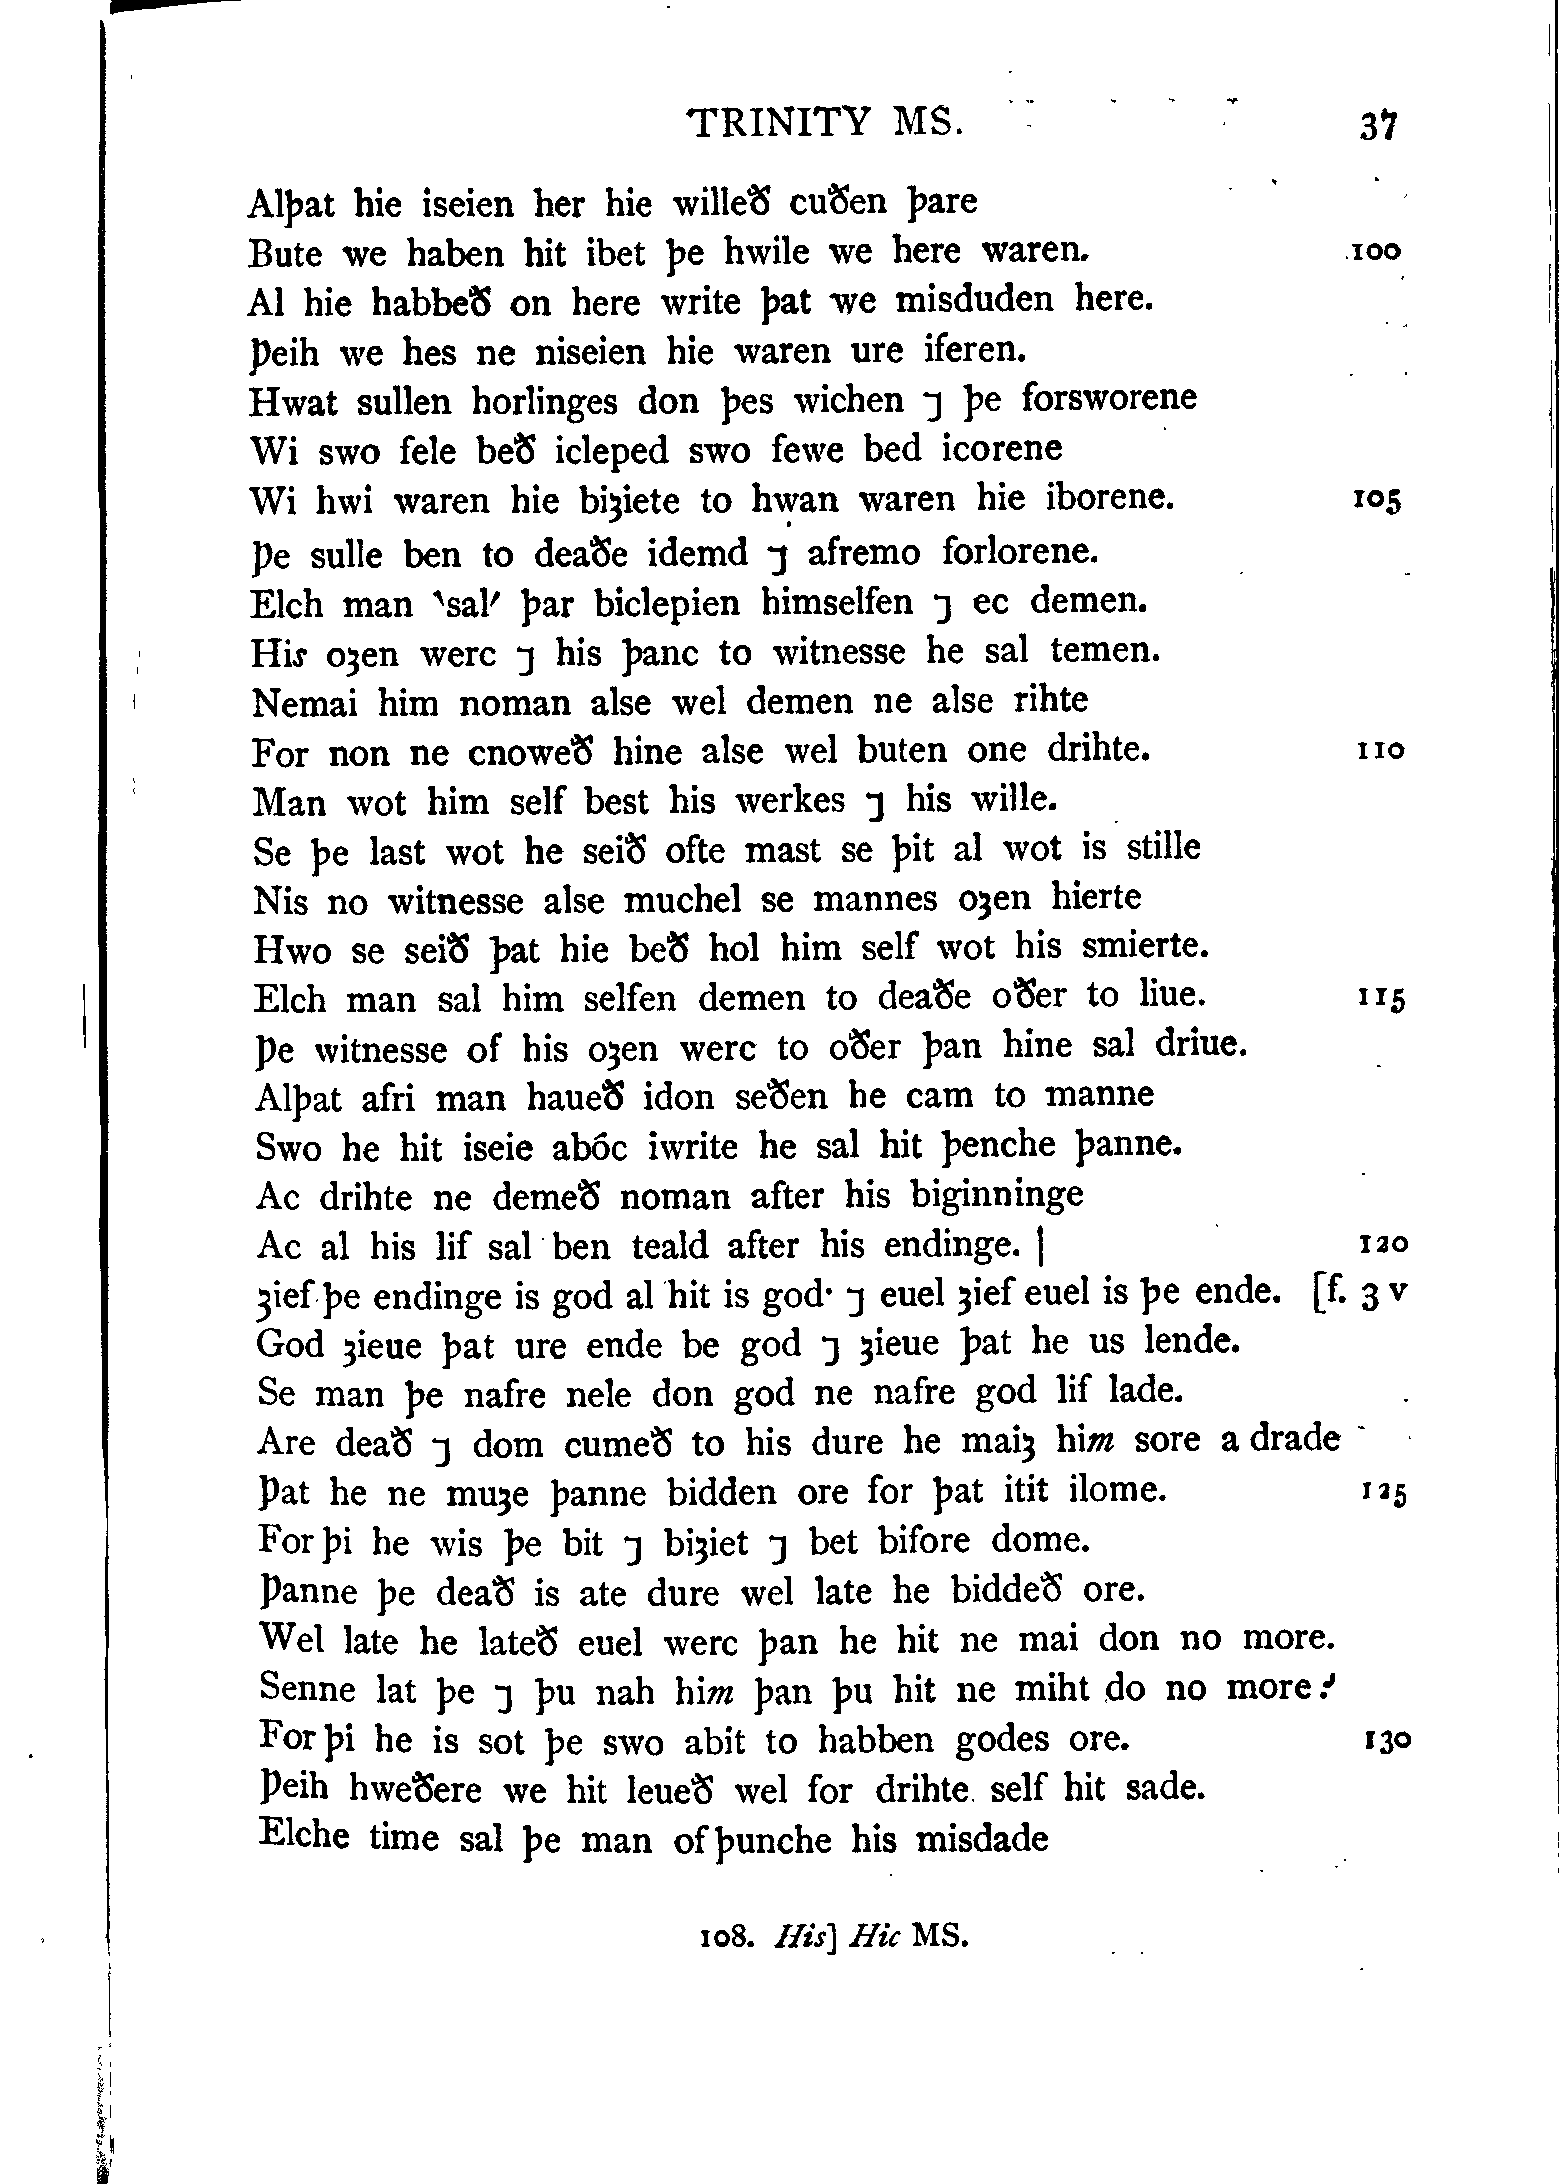 TRINITY MS. 37
Alþat hie iseien her hie willeð cuðen þare
Bute we haben hit ibet þe hwile we here waren. 100
Al hie habbeð on here write þat we misduden here.
Þeih we hes ne niseien hie waren ure iferen.
Hwat sullen horlinges don þes wichen ⁊ þe forsworene
Wi swo fele beð icleped swo fewe bed icorene
Wi hwi waren hie biȝiete to hẉan waren hie iborene. 105
Þe sulle ben to deaðe idemd ⁊ afremo forlorene.
Elch man ‵sal′ þar biclepien himselfen ⁊ ec demen.
His oȝen werc ⁊ his þanc to witnesse he sal temen.
Nemai him noman alse wel demen ne alse rihte
For non ne cnoweð hine alse wel buten one drihte. 110
Man wot him self best his werkes ⁊ his wille.
Se þe last wot he seið ofte mast se þit al wot is stille
Nis no witnesse alse muchel se mannes oȝen hierte
Hwo se seið þat hie beð hol him self wot his smierte.
Elch man sal him selfen demen to deaðe oðer to liue. 115
Þe witnesse of his oȝen werc to oðer þan hine sal driue.
Alþat afri man haueð idon seðen he cam to manne
Swo he hit iseie abóc iwrite he sal hit þenche þanne.
Ac drihte ne demeð noman after his biginninge
Ac al his lif sal ben teald after his endinge. | 120
ȝief þe endinge is god al hit is god· ⁊ euel ȝief euel is þe ende. [f. 3 v
God ȝieue þat ure ende be god ⁊ ȝieue þat he us lende.
Se man þe nafre nele don god ne nafre god lif lade.
Are deað ⁊ dom cumeð to his dure he maiȝ him sore a drade
Þat he ne muȝe þanne bidden ore for þat itit ilome. 125
For þi he wis þe bit ⁊ biȝiet ⁊ bet bifore dome.
Þanne þe deað is ate dure wel late he biddeð ore.
Wel late he lateð euel werc þan he hit ne mai don no more.
Senne lat þe ⁊ þu nah him þan þu hit ne miht do no more⹎
For þi he is sot þe swo abit to habben godes ore. 130
Þeih hweðere we hit leueð wel for drihte self hit sade.
Elche time sal þe man of þunche his misdade
108. His] Hic MS.